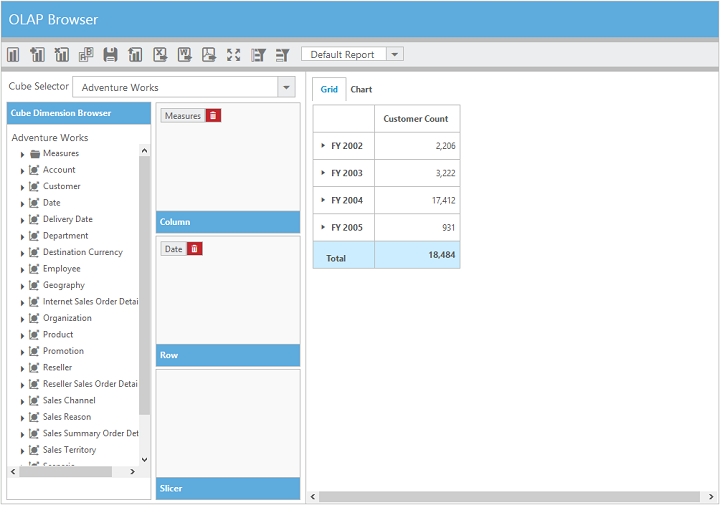 OLAP Browser
Default Report
Cube Selector
Adventure Works
Cube Dimension Browser
Adventure Works
Measures
Account
Customer
Date
Delivery Date
Department
Destination Currency
Employee
Geography
Internet Sales Order Detai
Organization
Product
Promotion
Reseller
Reseller Sales Order Detai
Sales Channel
Sales Reason
Sales Summary Order Det
Sales Territory
Measures
Column
Date
Row
Slicer
Grid Chart
Customer Count
FY 2002 2,206
FY 2003 3,222
FY 2004 17,412
FY 2005 931
Total 18,484